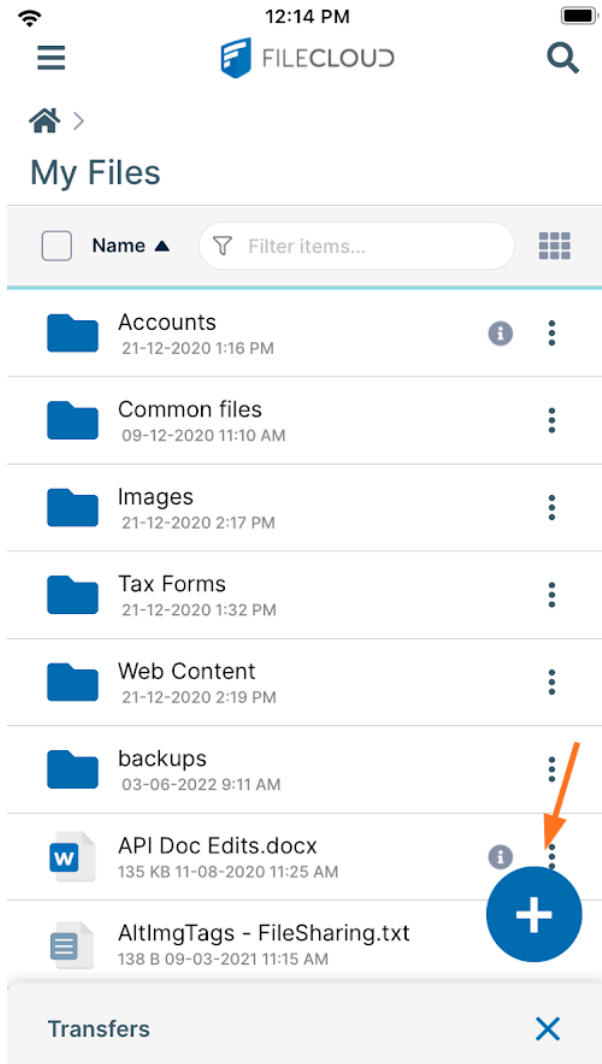 12:14 PM
FILECLOUD
My Files
Name
Filter items...
Accounts
21-12-2020 1:16 PM
Common files
09-12-2020 11:10 AM
Images
21-12-2020 2:17 PM
Tax Forms
21-12-2020 1:32 PM
Web Content
21-12-2020 2:19 PM
backups
03-06-2022 9:11 AM
W
API Doc Edits.docx
135 KB 11-08-2020 11:25 AM
AltImgTags - FileSharing.txt
138 B 09-03-2021 11:15 AM
Transfers